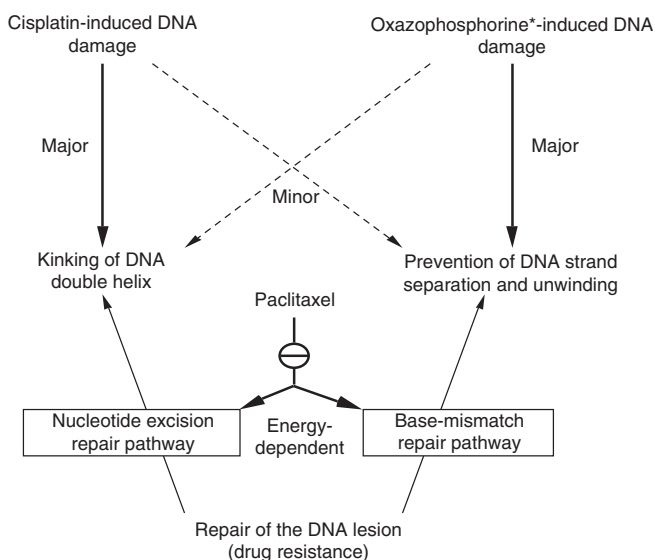 Cisplatin-induced DNA
damage
Oxazophosphorine*-induced DNA
damage
Major
Major
Minor
Kinking of DNA
double helix
Prevention of DNA strand
separation and unwinding
Paclitaxel
Nucleotide excision
repair pathway
Energy-
dependent
Base-mismatch
repair pathway
Repair of the DNA lesion
(drug resistance)